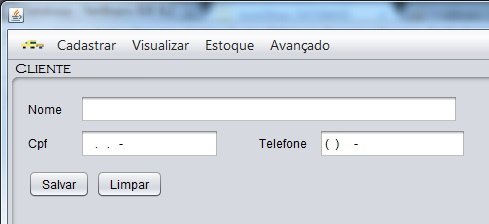 Cadastrar Visualizar Estoque Avançado
CLIENTE
Nome
Cpf . . - Telefone ( ) -
Salvar Limpar